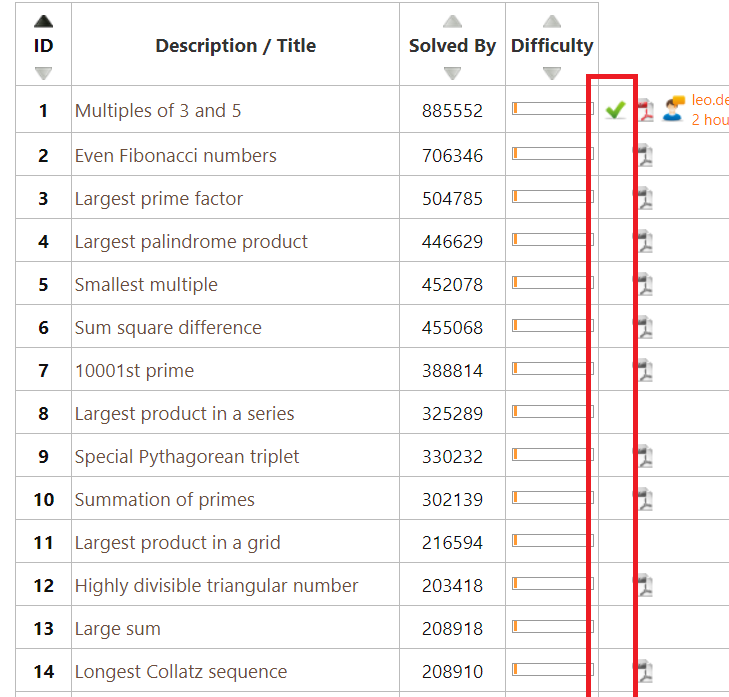 ID Description / Title Solved By Difficulty
1 Multiples of 3 and 5 885552 leo.de
2 hou
2 Even Fibonacci numbers 706346
3 Largest prime factor 504785
4 Largest palindrome product 446629
5 Smallest multiple 452078
6 Sum square difference 455068
7 10001st prime 388814
8 Largest product in a series 325289
9 Special Pythagorean triplet 330232
10 Summation of primes 302139
11 Largest product in a grid 216594
12 Highly divisible triangular number 203418
13 Large sum 208918
14 Longest Collatz sequence 208910